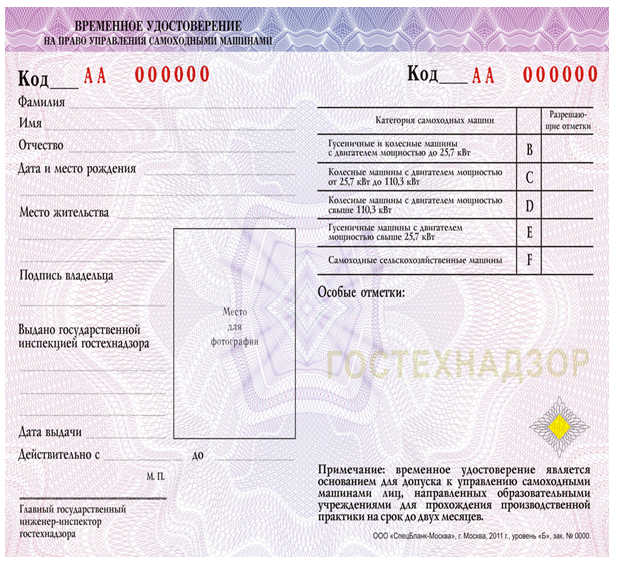 ВРЕМЕННОЕ УДОСТОВЕРЕНИЕ
НА ПРАВО УПРАВЛЕНИЯ САМОХОДНЫМИ МАШИНАМИ
Код___ АА 000000
Фамилия
Имя
Отчество
Дата и место рождения
Место жительства
Подпись владельца
Выдано государственной
инспекцией гостехнадзора
Дата выдачи
Действительно с до
М. П.
Главный государственный
инженер-инспектор
гостехнадзора
Место
для
фотографии
Код___ АА 000000
Категория самоходных машин
Разрешаю-
щие отметки
Гусеничные и колесные машины
с двигателем мощностью до 25,7 кВт
B
Колесные машины с двигателем мощностью
от 25,7 кВт до 110,3 кВт
C
Колесные машины с двигателем мощностью
свыше 110,3 кВт
D
Гусеничные машины с двигателем
мощностью свыше 25,7 кВт
E
Самоходные сельскохозяйственные машины
F
Особые отметки:
ГОСТЕХНАДЗОР
Примечание: временное удостоверение является
основанием для допуска к управлению самоходными
машинами лиц, направленных образовательными
учреждениями для прохождения производственной
практики на срок до двух месяцев.
ООО «СпецБланк-Москва», г. Москва, 2011 г., уровень «Б», зак. № 0000.